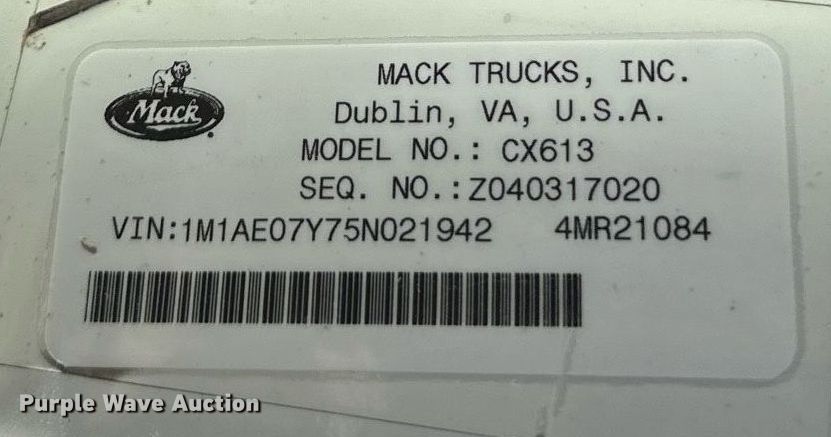 Mack
MACK TRUCKS, INC.
Dublin, VA, U.S.A.
MODEL NO.: CX613
SEQ. NO.:Z040317020
VIN:1M1AE07Y75N021942 4MR21084
Purple Wave Auction